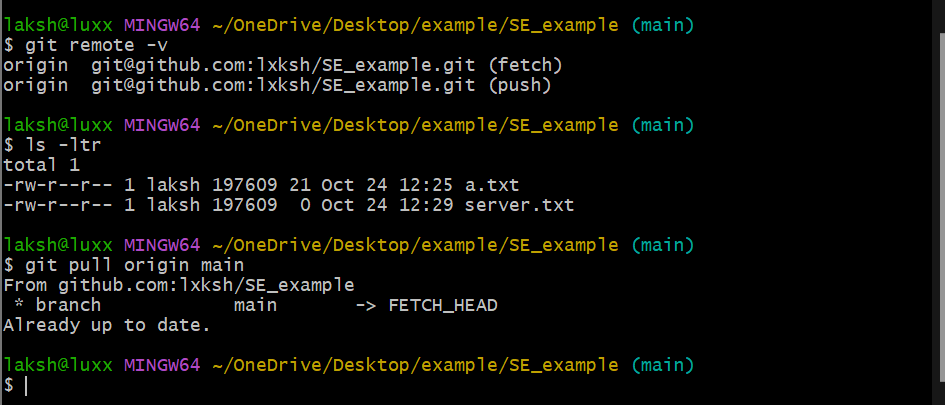 laksh@luxx MINGW64 ~/OneDrive/Desktop/example/SE_example (main)
$ git remote -v
origin  git@github.com:lxksh/SE_example.git (fetch)
origin  git@github.com:lxksh/SE_example.git (push)

laksh@luxx MINGW64 ~/OneDrive/Desktop/example/SE_example (main)
$ ls -ltr
total 1
-rw-r--r-- 1 laksh 197609 21 Oct 24 12:25 a.txt
-rw-r--r-- 1 laksh 197609  0 Oct 24 12:29 server.txt

laksh@luxx MINGW64 ~/OneDrive/Desktop/example/SE_example (main)
$ git pull origin main
From github.com:lxksh/SE_example
 * branch            main       -> FETCH_HEAD
Already up to date.

laksh@luxx MINGW64 ~/OneDrive/Desktop/example/SE_example (main)
$